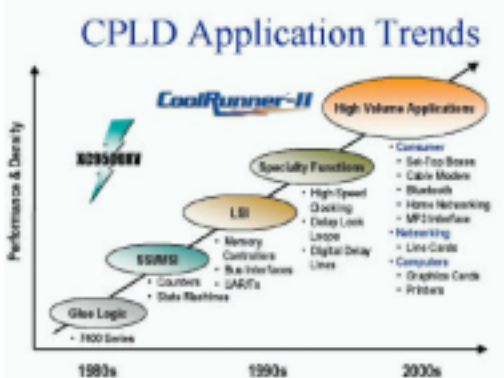 CPLD Application Trends
Performance & Density
CoolRunner-II
XC9500XV
High Volume Applications
• Consumer
• Set-Top Boxes
• Cable Modem
• Bluetooth
• Home Networking
• MP3 Interface
• Networking
• Line Cards
• Computers
• Graphics Cards
• Printers
Specialty Functions
• High Speed
Clocking
• Delay Lock
Loops
• Digital Delay
Lines
LSI
• Memory
Controllers
• Bus Interfaces
• UARTs
SSI/MSI
• Counters
• State Machines
Glue Logic
• 7400 Series
1980s
1990s
2000s